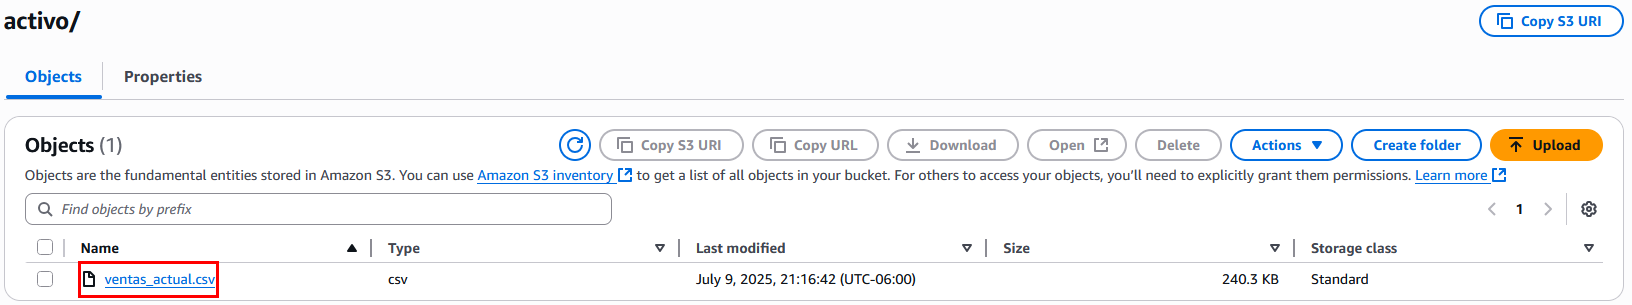 activo/
Copy S3 URI
Objects
Properties
Objects (1)
Copy S3 URI
Copy URL
Download
Open
Delete
Actions
Create folder
Upload
Objects are the fundamental entities stored in Amazon S3. You can use Amazon S3 inventory to get a list of all objects in your bucket. For others to access your objects, you'll need to explicitly grant them permissions. Learn more
Find objects by prefix
1
Name
Type
Last modified
Size
Storage class
ventas_actual.csv
csv
July 9, 2025, 21:16:42 (UTC-06:00)
240.3 KB
Standard